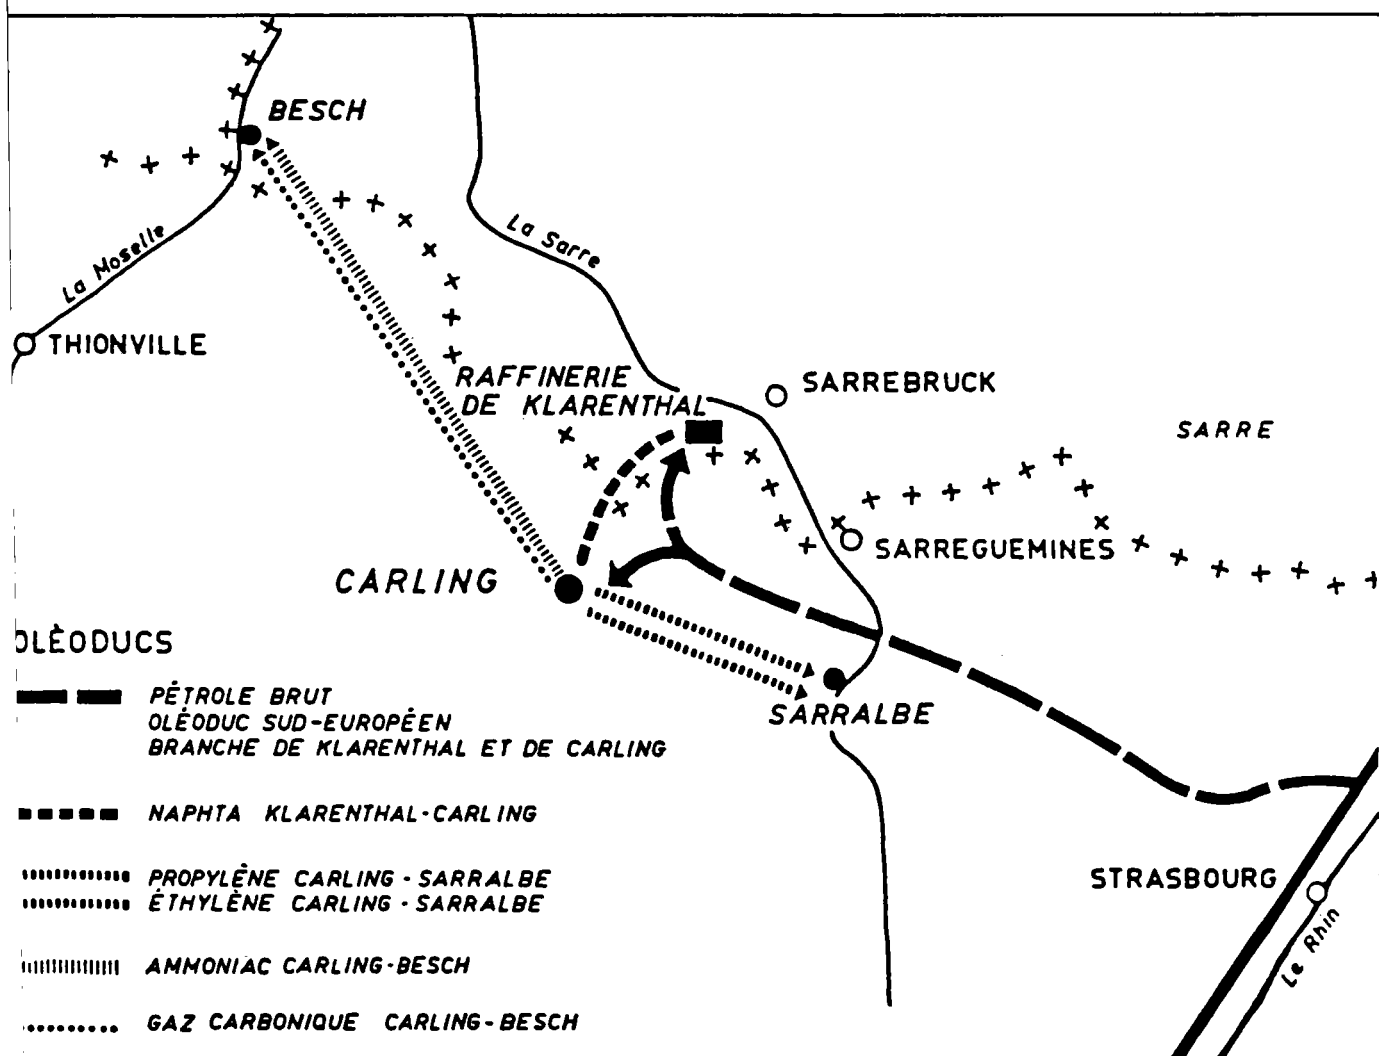 BESCH
La Moselle
La Sarre
THIONVILLE
RAFFINERIE
DE KLARENTHAL
SARREBRUCK
SARRE
SARREGUEMINES
CARLING
SARRALBE
STRASBOURG
Le Rhin
OLÈODUCS
PÉTROLE BRUT
OLÉODUC SUD-EUROPÉEN
BRANCHE DE KLARENTHAL ET DE CARLING
NAPHTA KLARENTHAL-CARLING
PROPYLÈNE CARLING - SARRALBE
ÉTHYLÈNE CARLING - SARRALBE
AMMONIAC CARLING-BESCH
GAZ CARBONIQUE CARLING-BESCH